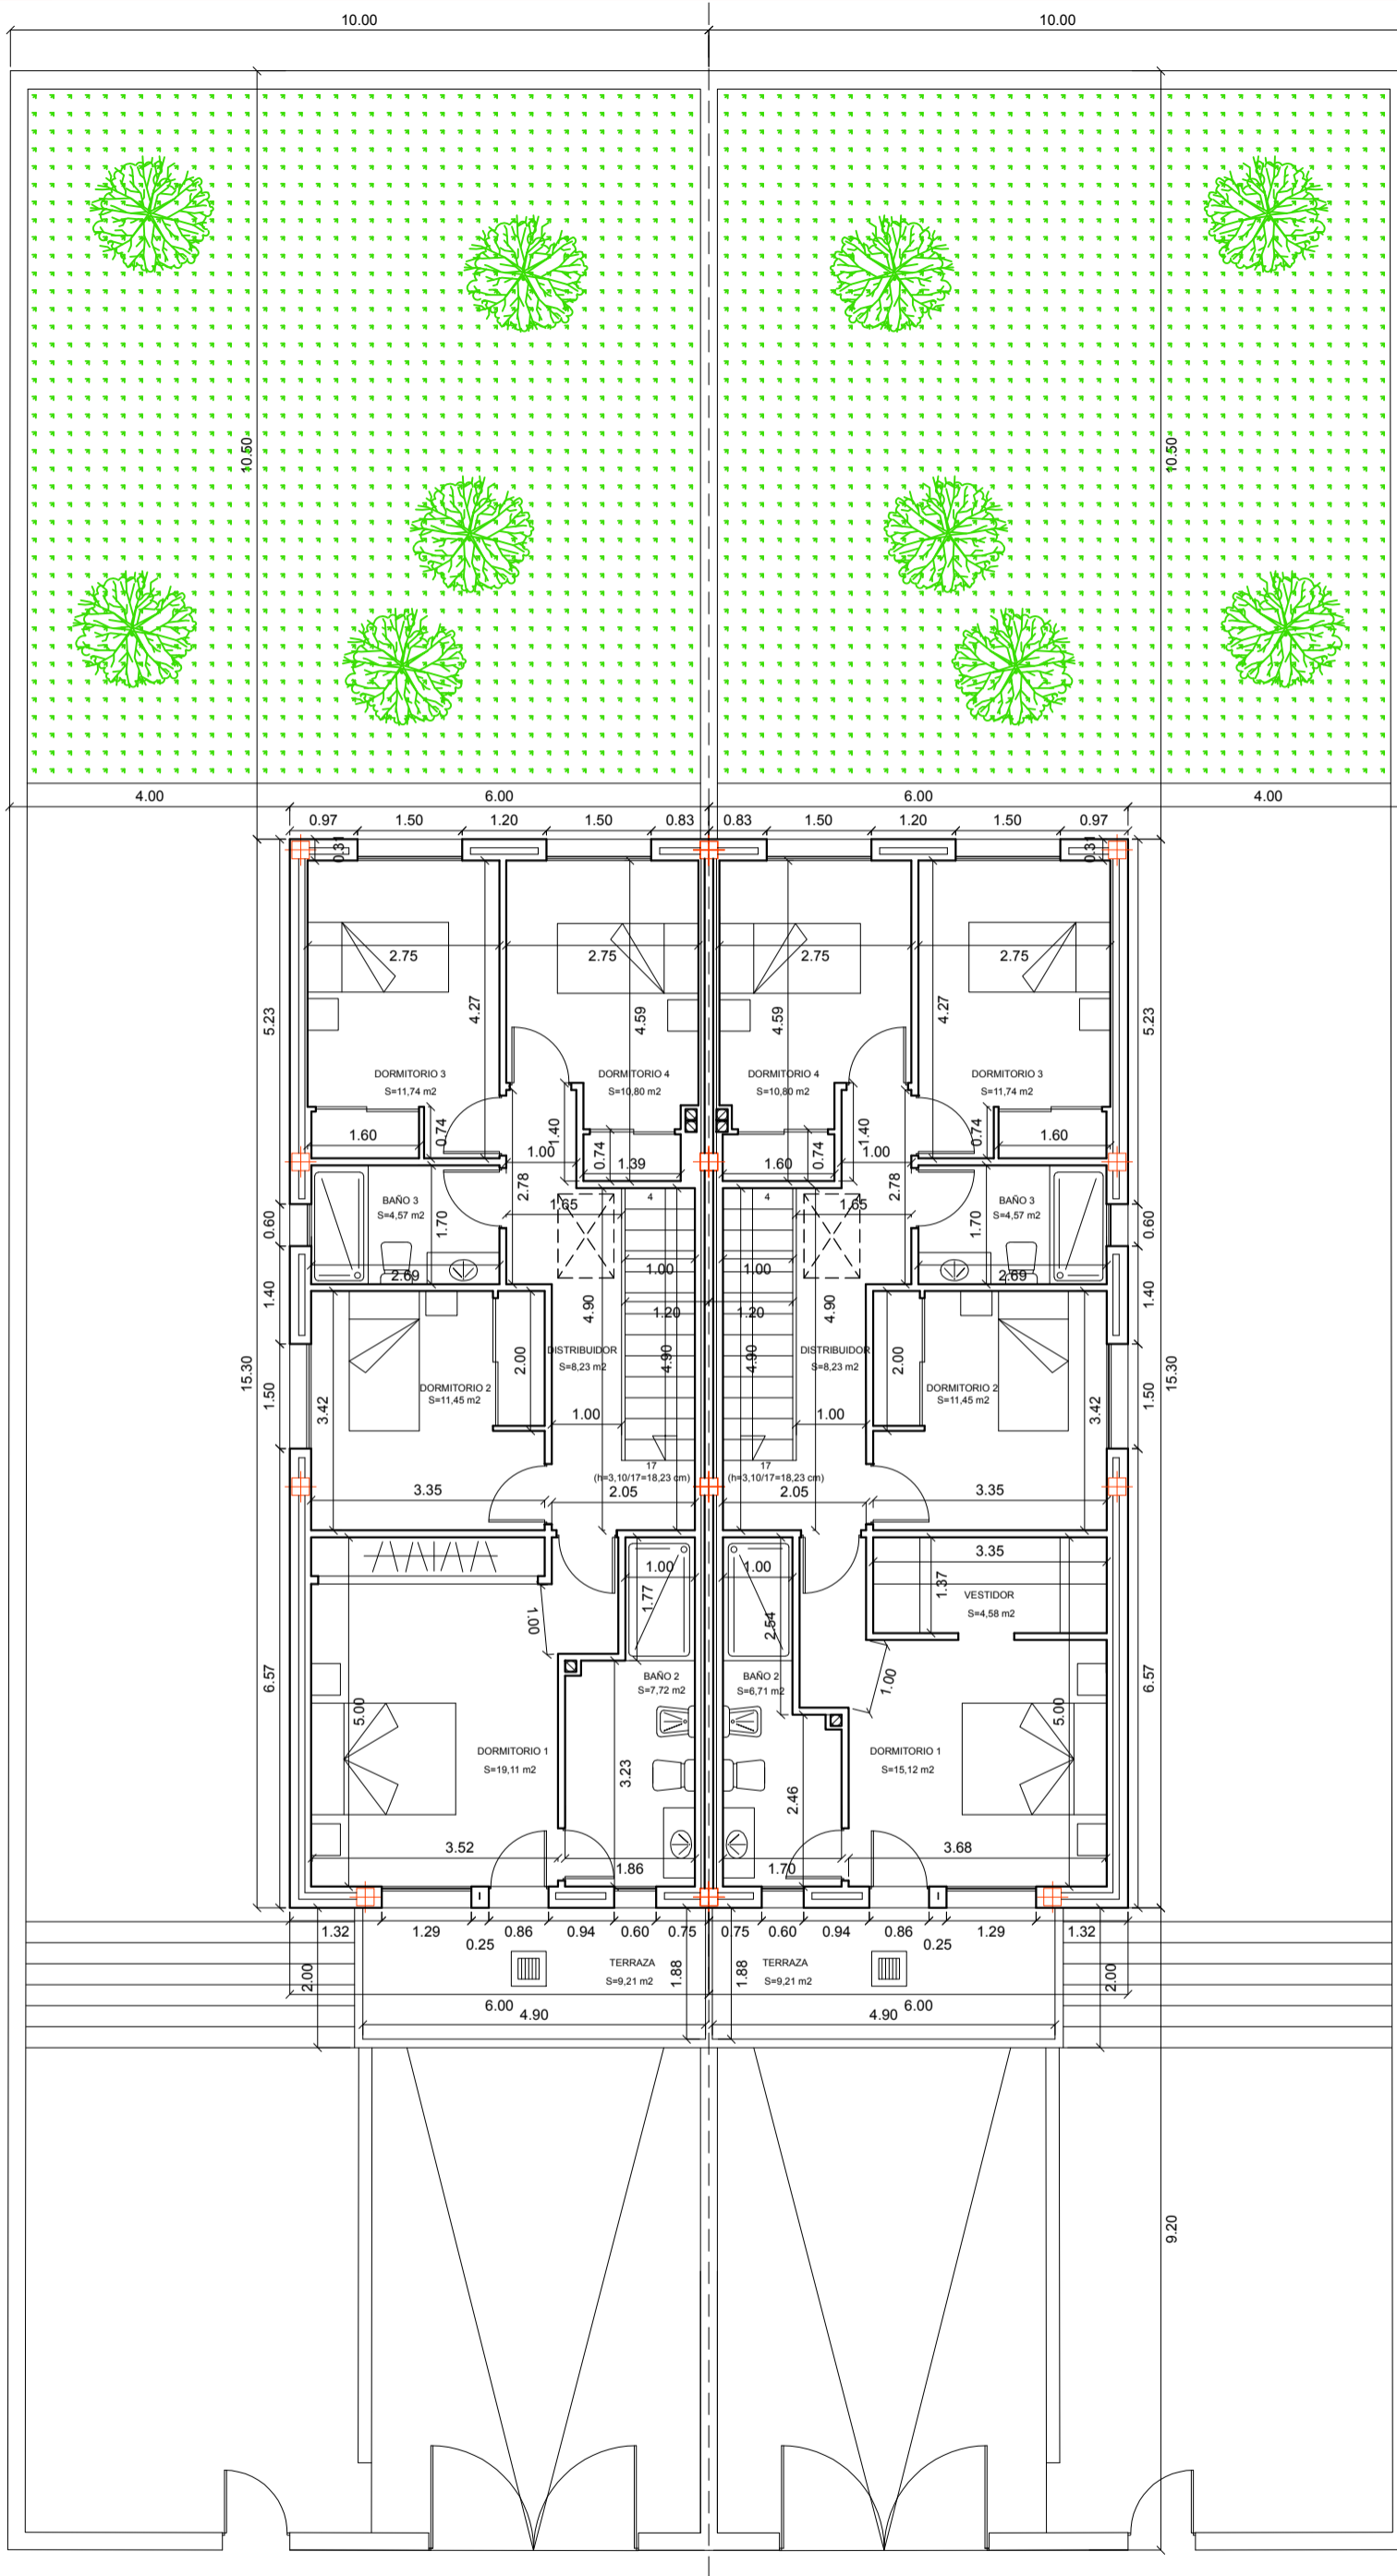 10.00 10.00
10.50 10.50
4.00 6.00 6.00 4.00
0.97 1.50 1.20 1.50 0.83 0.83 1.50 1.20 1.50 0.97
0.31 0.31
2.75 2.75 2.75 2.75
5.23 4.27 4.59 4.59 4.27 5.23
DORMITORIO 3 DORMITORIO 4 DORMITORIO 4 DORMITORIO 3
S=11,74 m2 S=10,80 m2 S=10,80 m2 S=11,74 m2
1.60 0.74 1.00 1.40 0.74 1.39 1.60 0.74 1.40 1.00 0.74 1.60
BAÑO 3 2.78 4 4 2.78 BAÑO 3
S=4,57 m2 1.65 1.65 S=4,57 m2
0.60 1.70 1.70 0.60
2.69 1.00 1.00 2.69
1.40 4.90 1.20 1.20 4.90 1.40
15.30 2.00 DISTRIBUIDOR 4.90 4.90 DISTRIBUIDOR 2.00 15.30
S=8,23 m2 S=8,23 m2
DORMITORIO 2 DORMITORIO 2
S=11,45 m2 S=11,45 m2
1.50 3.42 1.00 1.00 3.42 1.50
17 17
(h=3,10/17=18,23 cm) (h=3,10/17=18,23 cm)
3.35 2.05 2.05 3.35
1.00 1.00 3.35
1.77 1.37
VESTIDOR
1.00 2.54 S=4,58 m2
6.57 BAÑO 2 BAÑO 2 1.00 6.57
S=7,72 m2 S=6,71 m2
5.00 5.00
DORMITORIO 1 DORMITORIO 1
S=19,11 m2 S=15,12 m2
3.23 2.46
3.52 1.86 1.70 3.68
1.32 1.29 0.25 0.86 0.94 0.60 0.75 0.75 0.60 0.94 0.86 0.25 1.29 1.32
TERRAZA TERRAZA
S=9,21 m2 S=9,21 m2
2.00 1.88 1.88 2.00
6.00 6.00
4.90 4.90
9.20